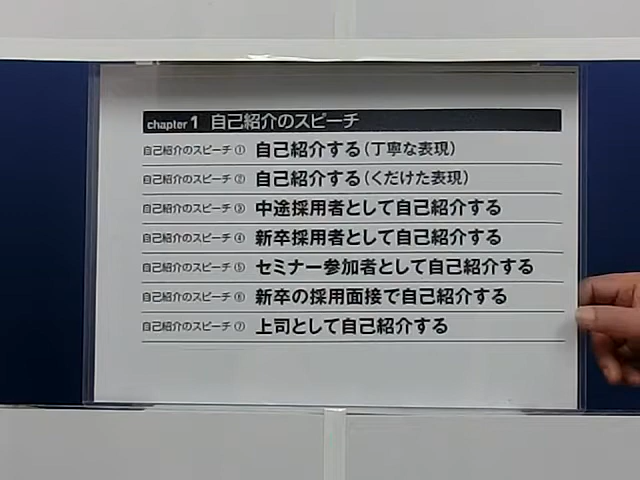 chapter 1 自己紹介のスピーチ
自己紹介のスピーチ① 自己紹介する(丁寧な表現)
自己紹介のスピーチ② 自己紹介する(くだけた表現)
自己紹介のスピーチ③ 中途採用者として自己紹介する
自己紹介のスピーチ④ 新卒採用者として自己紹介する
自己紹介のスピーチ⑤ セミナー参加者として自己紹介する
自己紹介のスピーチ⑥ 新卒の採用面接で自己紹介する
自己紹介のスピーチ⑦ 上司として自己紹介する